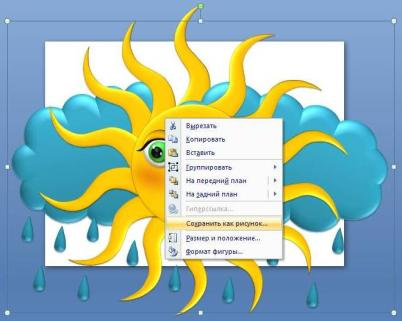 Вырезать
Копировать
Вставить
Группировать
На передний план
На задний план
Гиперссылка...
Сохранить как рисунок...
Размер и положение...
Формат фигуры...